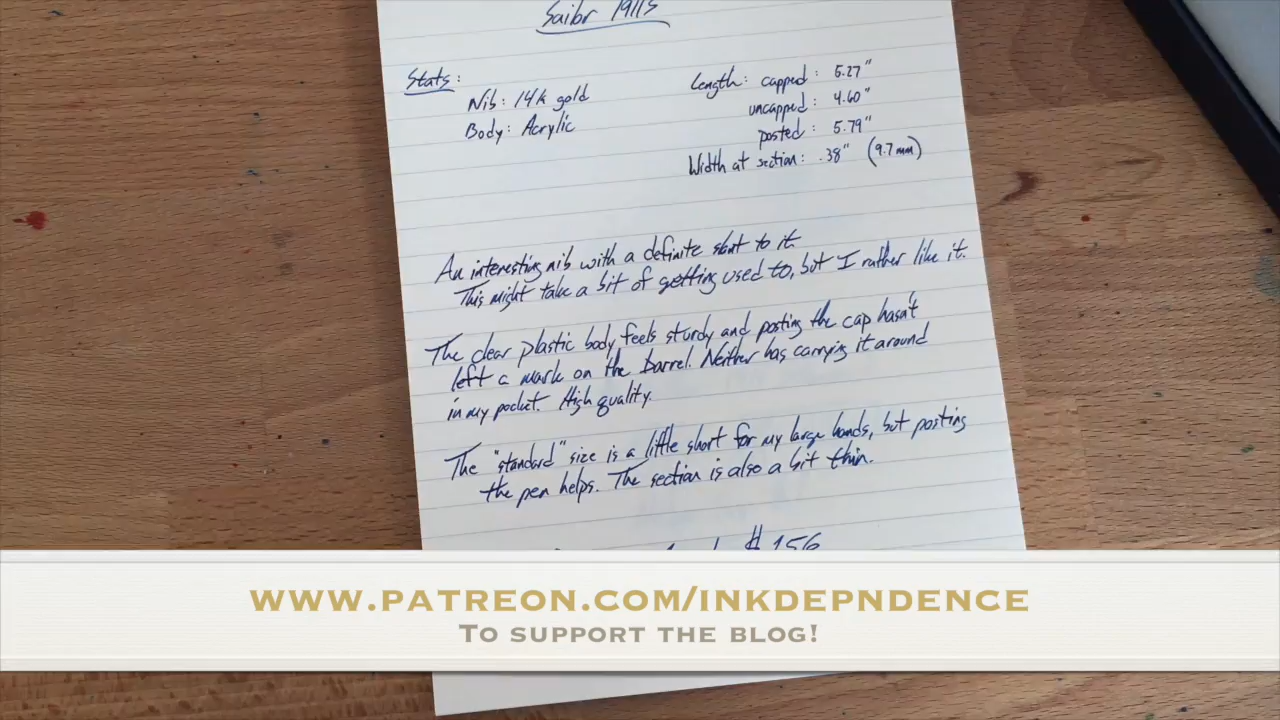 Sailor 1911S
Stats:
Nib: 14k gold
Body: Acrylic
Length: capped: 5.27"
uncapped: 4.60"
posted: 5.79"
Width at section: .38" (9.7mm)
An interesting nib with a definite slant to it.
This might take a bit of getting used to, but I rather like it.
The clear plastic body feels sturdy and posting the cap hasn't
left a mark on the barrel. Neither has carrying it around
in my pocket. High quality.
The "standard" size is a little short for my large hands, but posting
the pen helps. The section is also a bit thin.
$156
WWW.PATREON.COM/INKDEPNDENCE
TO SUPPORT THE BLOG!